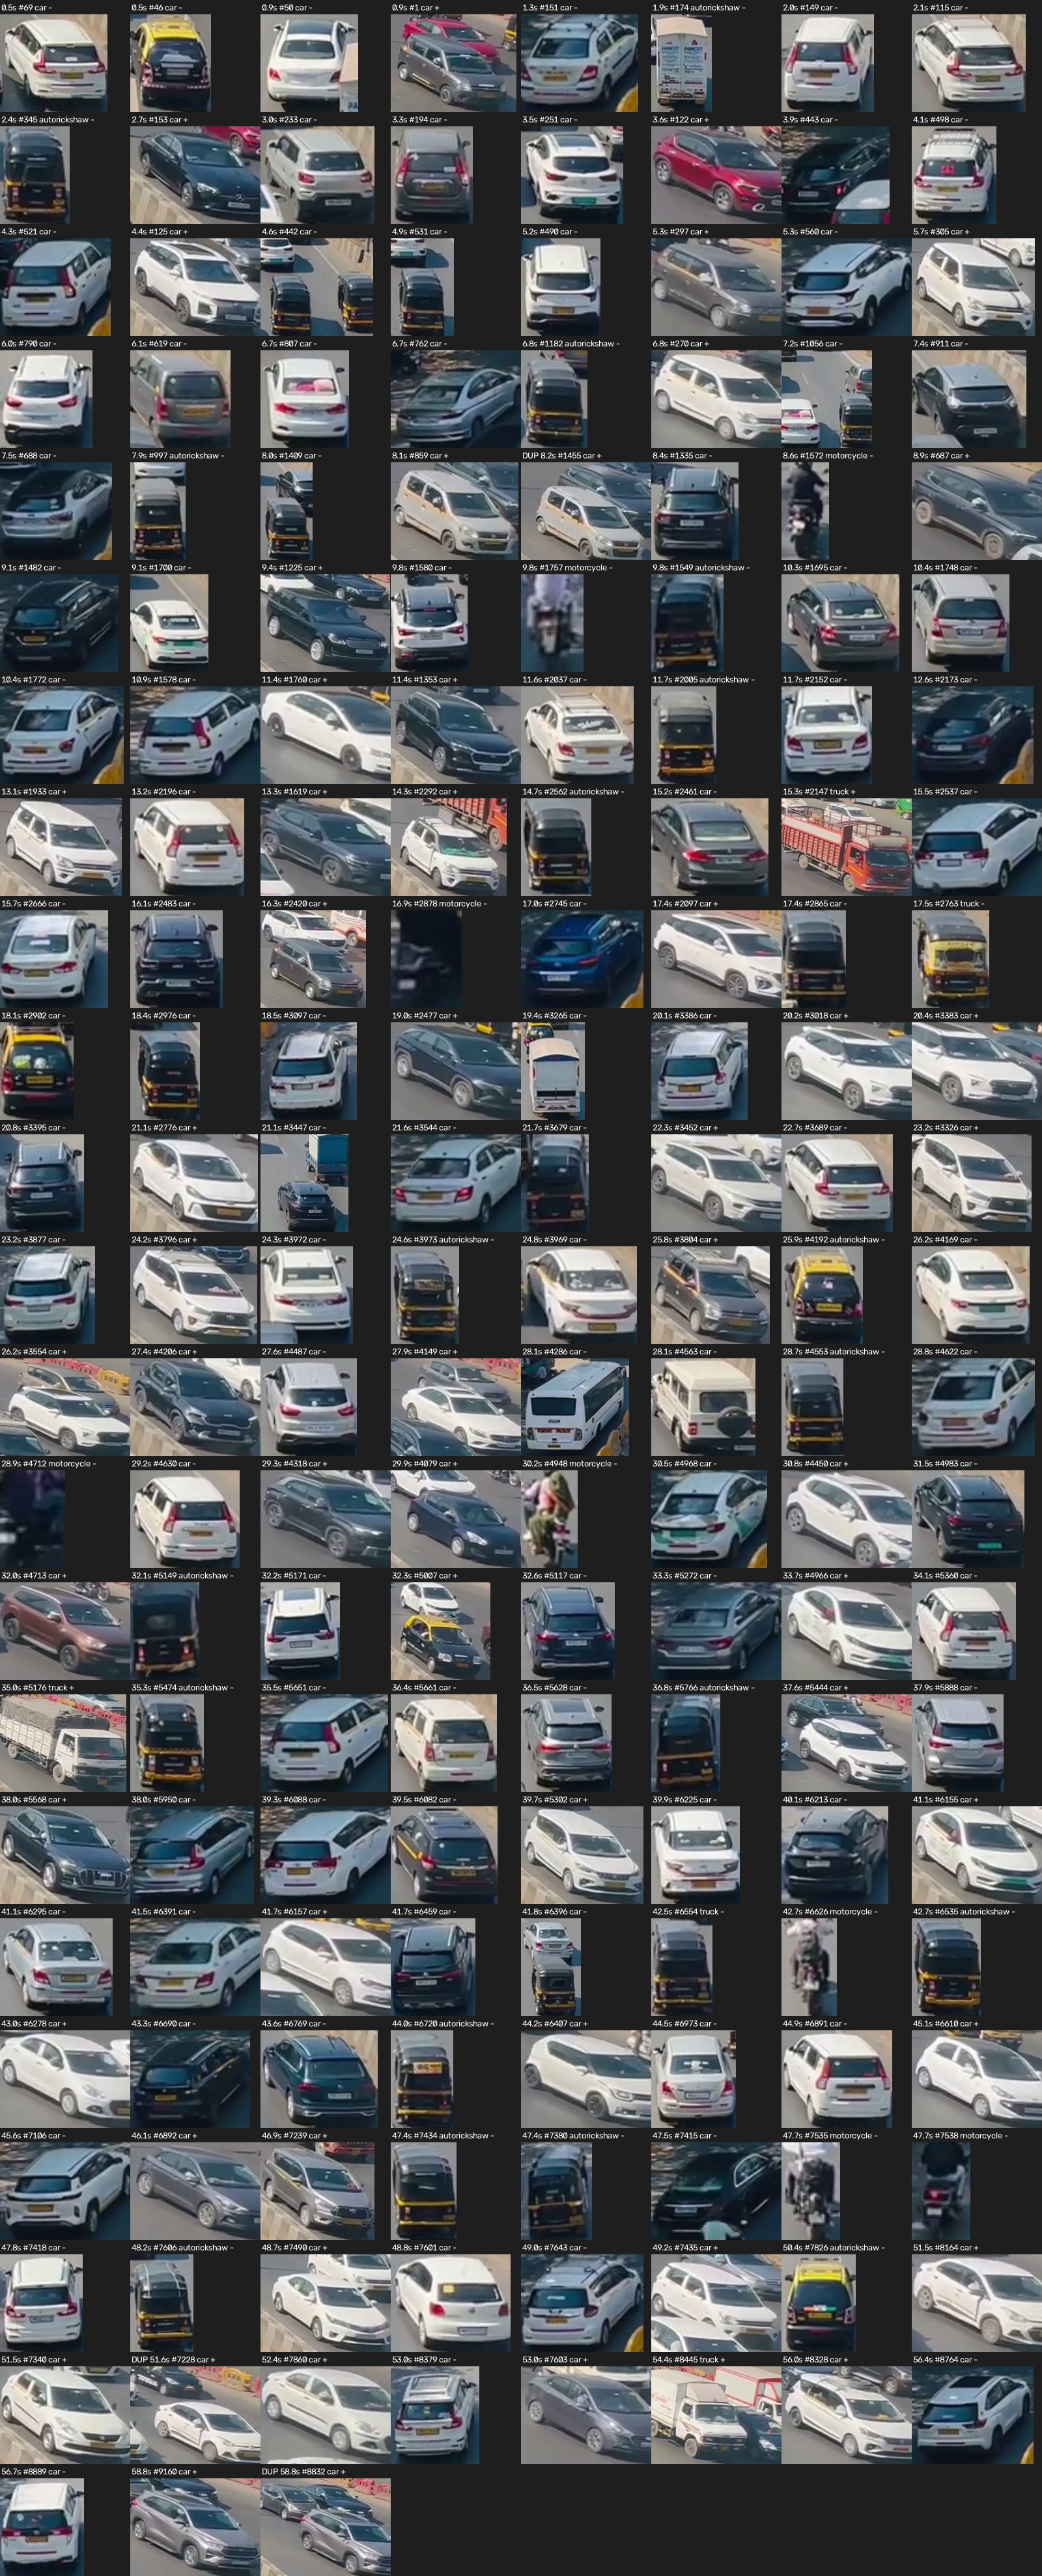 0.5s #69 car -
0.5s #46 car -
0.9s #50 car -
0.9s #1 car +
1.3s #151 car -
1.9s #174 autorickshaw -
2.0s #149 car -
2.1s #115 car -
2.4s #345 autorickshaw -
2.7s #153 car +
3.0s #233 car -
3.3s #194 car -
3.5s #251 car -
3.6s #122 car +
3.9s #443 car -
4.1s #498 car -
4.3s #521 car -
4.4s #125 car +
4.6s #442 car -
4.9s #531 car -
5.2s #490 car -
5.3s #297 car +
5.3s #560 car -
5.7s #305 car +
6.0s #790 car -
6.1s #619 car -
6.7s #807 car -
6.7s #762 car -
6.8s #1182 autorickshaw -
6.8s #270 car +
7.2s #1056 car -
7.4s #911 car -
7.5s #688 car -
7.9s #997 autorickshaw -
8.0s #1409 car -
8.1s #859 car +
DUP 8.2s #1455 car +
8.4s #1335 car -
8.6s #1572 motorcycle -
8.9s #687 car +
9.1s #1482 car -
9.1s #1700 car -
9.4s #1225 car +
9.8s #1580 car -
9.8s #1757 motorcycle -
9.8s #1549 autorickshaw -
10.3s #1695 car -
10.4s #1748 car -
10.4s #1772 car -
10.9s #1578 car -
11.4s #1760 car +
11.4s #1353 car +
11.6s #2037 car -
11.7s #2005 autorickshaw -
11.7s #2152 car -
12.6s #2173 car -
13.1s #1933 car +
13.2s #2196 car -
13.3s #1619 car +
14.3s #2292 car +
14.7s #2562 autorickshaw -
15.2s #2461 car -
15.3s #2147 truck +
15.5s #2537 car -
15.7s #2666 car -
16.1s #2483 car -
16.3s #2420 car +
16.9s #2878 motorcycle -
17.0s #2745 car -
17.4s #2097 car +
17.4s #2865 car -
17.5s #2763 truck -
18.1s #2902 car -
18.4s #2976 car -
18.5s #3097 car -
19.0s #2477 car +
19.4s #3265 car -
20.1s #3386 car -
20.2s #3018 car +
20.4s #3383 car +
20.8s #3395 car -
21.1s #2776 car +
21.1s #3447 car -
21.6s #3544 car -
21.7s #3679 car -
22.3s #3452 car +
22.7s #3689 car -
23.2s #3326 car +
23.2s #3877 car -
24.2s #3796 car +
24.3s #3972 car -
24.6s #3973 autorickshaw -
24.8s #3969 car -
25.8s #3804 car +
25.9s #4192 autorickshaw -
26.2s #4169 car -
26.2s #3554 car +
27.4s #4206 car +
27.6s #4487 car -
27.9s #4149 car +
28.1s #4286 car -
28.1s #4563 car -
28.7s #4553 autorickshaw -
28.8s #4622 car -
28.9s #4712 motorcycle -
29.2s #4630 car -
29.3s #4318 car +
29.9s #4079 car +
30.2s #4948 motorcycle -
30.5s #4968 car -
30.8s #4450 car +
31.5s #4983 car -
32.0s #4713 car +
32.1s #5149 autorickshaw -
32.2s #5171 car -
32.3s #5007 car +
32.6s #5117 car -
33.3s #5272 car -
33.7s #4966 car +
34.1s #5360 car -
35.0s #5176 truck +
35.3s #5474 autorickshaw -
35.5s #5651 car -
36.4s #5661 car -
36.5s #5628 car -
36.8s #5766 autorickshaw -
37.6s #5444 car +
37.9s #5888 car -
38.0s #5568 car +
38.0s #5950 car -
39.3s #6088 car -
39.5s #6082 car -
39.7s #5302 car +
39.9s #6225 car -
40.1s #6213 car -
41.1s #6155 car +
41.1s #6295 car -
41.5s #6391 car -
41.7s #6157 car +
41.7s #6459 car -
41.8s #6396 car -
42.5s #6554 truck -
42.7s #6626 motorcycle -
42.7s #6535 autorickshaw -
43.0s #6278 car +
43.3s #6690 car -
43.6s #6769 car -
44.0s #6720 autorickshaw -
44.2s #6407 car +
44.5s #6973 car -
44.9s #6891 car -
45.1s #6610 car +
45.6s #7106 car -
46.1s #6892 car +
46.9s #7239 car +
47.4s #7434 autorickshaw -
47.4s #7380 autorickshaw -
47.5s #7415 car -
47.7s #7535 motorcycle -
47.7s #7538 motorcycle -
47.8s #7418 car -
48.2s #7606 autorickshaw -
48.7s #7490 car +
48.8s #7601 car -
49.0s #7643 car -
49.2s #7435 car +
50.4s #7826 autorickshaw -
51.5s #8164 car +
51.5s #7340 car +
DUP 51.6s #7228 car +
52.4s #7860 car +
53.0s #8379 car -
53.0s #7603 car +
54.4s #8445 truck +
56.0s #8328 car +
56.4s #8764 car -
56.7s #8889 car -
58.8s #9160 car +
DUP 58.8s #8832 car +